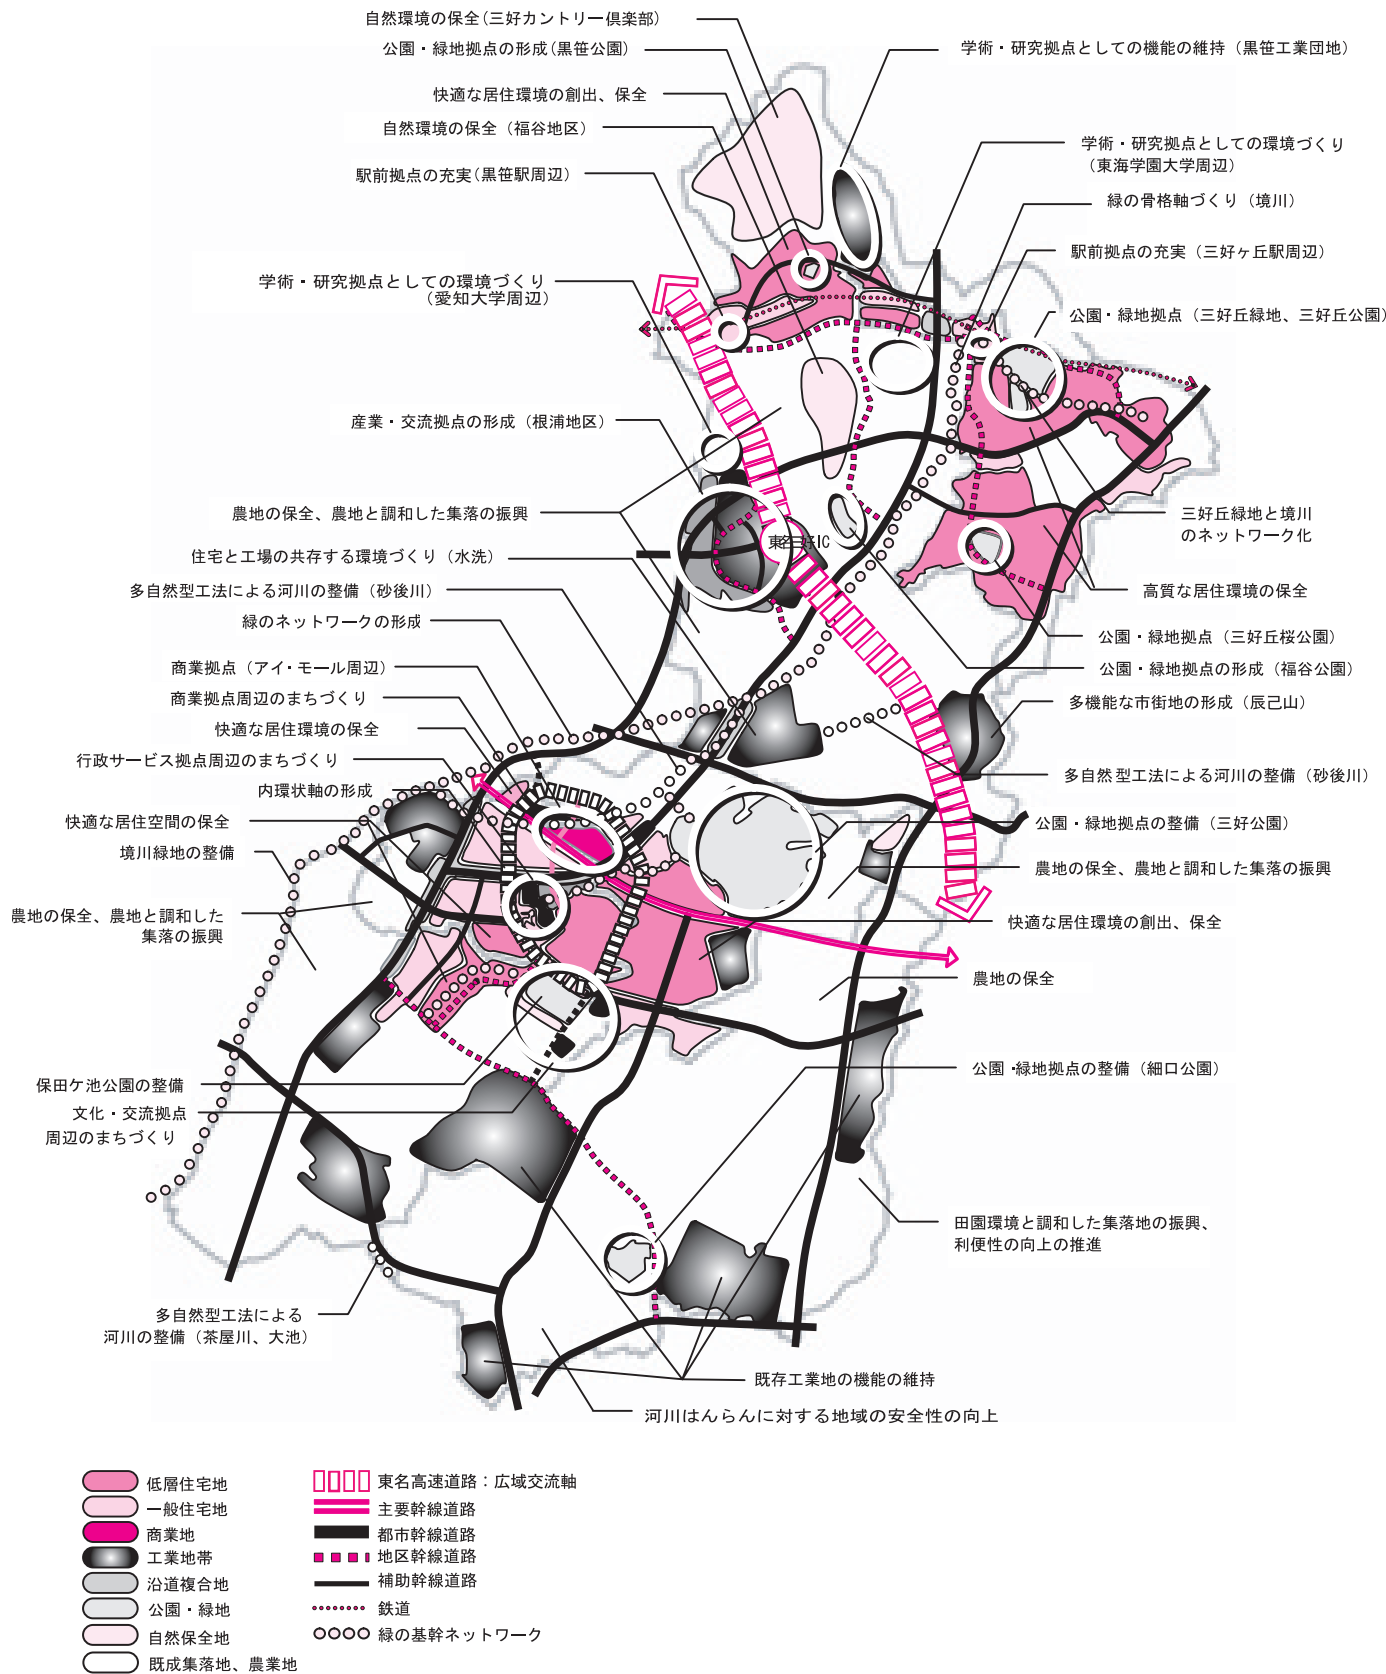 自然環境の保全(三好カントリー倶楽部)
公園・緑地拠点の形成(黒笹公園)
快適な居住環境の創出、保全
自然環境の保全（福谷地区）
駅前拠点の充実(黒笹駅周辺)
学術・研究拠点としての環境づくり
（愛知大学周辺)
産業・交流拠点の形成（根浦地区）
農地の保全、農地と調和した集落の振興
住宅と工場の共存する環境づくり（水洗）
多自然型工法による河川の整備（砂後川）
緑のネットワークの形成
商業拠点（アイ・モール周辺）
商業拠点周辺のまちづくり
快適な居住環境の保全
行政サービス拠点周辺のまちづくり
内環状軸の形成
快適な居住空間の保全
境川緑地の整備
農地の保全、農地と調和した
集落の振興
保田ケ池公園の整備
文化・交流拠点
周辺のまちづくり
多自然型工法による
河川の整備（茶屋川、大池）
学術・研究拠点としての機能の維持（黒笹工業団地）
学術・研究拠点としての環境づくり
（東海学園大学周辺）
緑の骨格軸づくり（境川）
駅前拠点の充実（三好ヶ丘駅周辺）
公園・緑地拠点（三好丘緑地、三好丘公園）
東名三好IC
三好丘緑地と境川
のネットワーク化
高質な居住環境の保全
公園・緑地拠点（三好丘桜公園）
公園・緑地拠点の形成（福谷公園）
多機能な市街地の形成（辰己山）
多自然型工法による河川の整備（砂後川）
公園・緑地拠点の整備（三好公園）
農地の保全、農地と調和した集落の振興
快適な居住環境の創出、保全
農地の保全
公園・緑地拠点の整備（細口公園）
田園環境と調和した集落地の振興、
利便性の向上の推進
既存工業地の機能の維持
河川はんらんに対する地域の安全性の向上
低層住宅地
一般住宅地
商業地
工業地帯
沿道複合地
公園・緑地
自然保全地
既成集落地、農業地
東名高速道路：広域交流軸
主要幹線道路
都市幹線道路
地区幹線道路
補助幹線道路
鉄道
緑の基幹ネットワーク